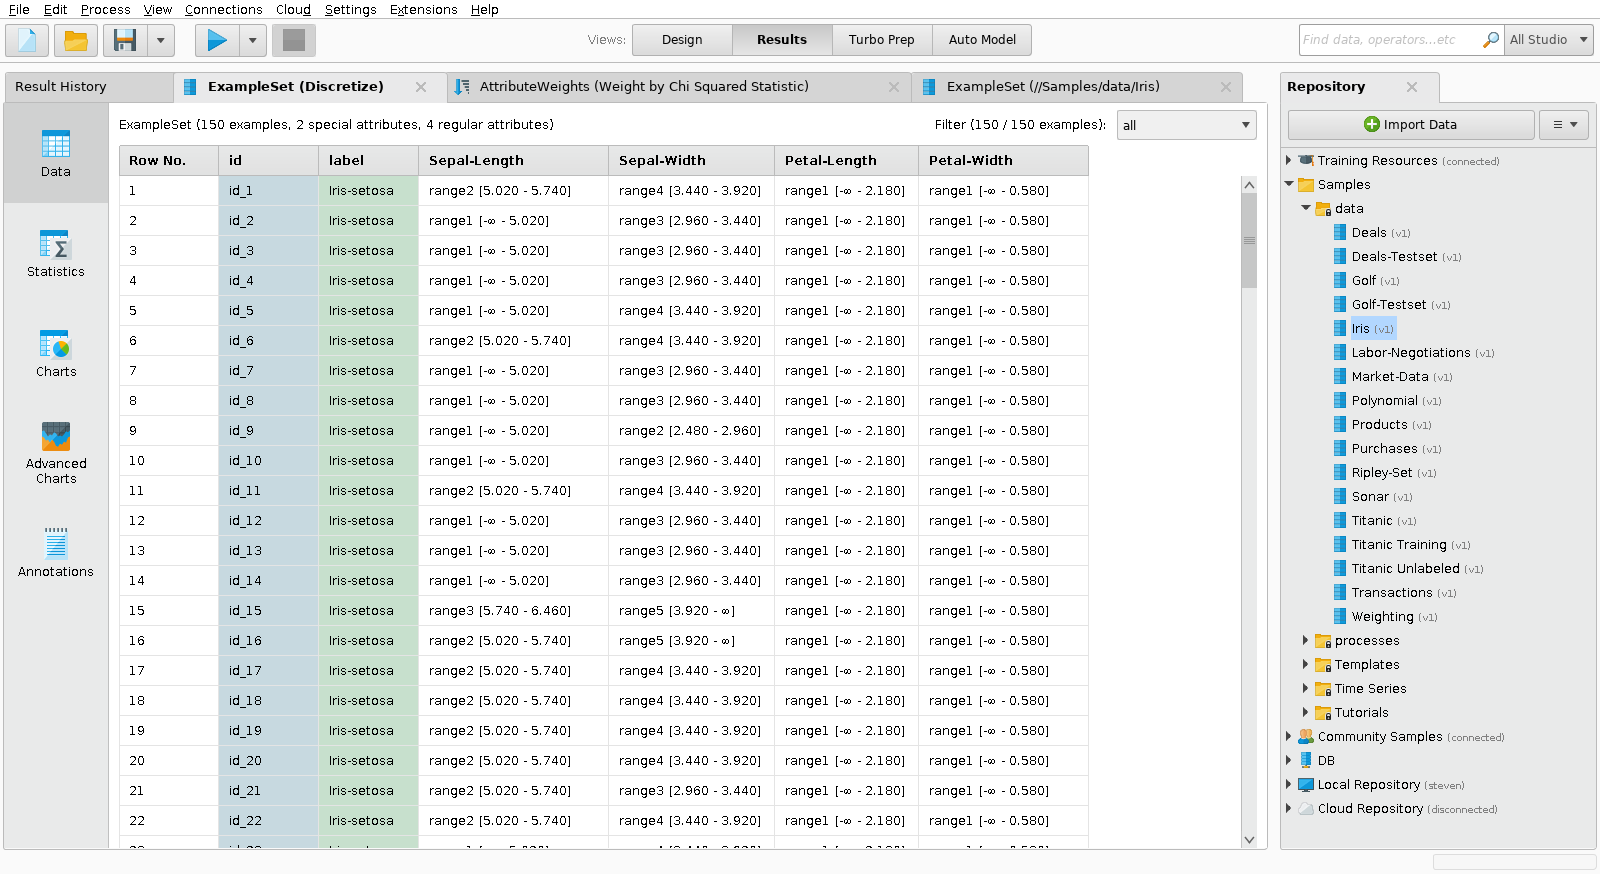 File Edit Process View Connections Cloud Settings Extensions Help
Views: Design Results Turbo Prep Auto Model Find data, operators...etc All Studio
Result History ExampleSet (Discretize) AttributeWeights (Weight by Chi Squared Statistic) ExampleSet (//Samples/data/Iris)
Data
Statistics
Charts
Advanced
Charts
Annotations
ExampleSet (150 examples, 2 special attributes, 4 regular attributes) Filter (150 / 150 examples): all
Row No. id label Sepal-Length Sepal-Width Petal-Length Petal-Width
1 id_1 Iris-setosa range2 [5.020 - 5.740] range4 [3.440 - 3.920] range1 [-∞ - 2.180] range1 [-∞ - 0.580]
2 id_2 Iris-setosa range1 [-∞ - 5.020] range3 [2.960 - 3.440] range1 [-∞ - 2.180] range1 [-∞ - 0.580]
3 id_3 Iris-setosa range1 [-∞ - 5.020] range3 [2.960 - 3.440] range1 [-∞ - 2.180] range1 [-∞ - 0.580]
4 id_4 Iris-setosa range1 [-∞ - 5.020] range3 [2.960 - 3.440] range1 [-∞ - 2.180] range1 [-∞ - 0.580]
5 id_5 Iris-setosa range1 [-∞ - 5.020] range4 [3.440 - 3.920] range1 [-∞ - 2.180] range1 [-∞ - 0.580]
6 id_6 Iris-setosa range2 [5.020 - 5.740] range4 [3.440 - 3.920] range1 [-∞ - 2.180] range1 [-∞ - 0.580]
7 id_7 Iris-setosa range1 [-∞ - 5.020] range3 [2.960 - 3.440] range1 [-∞ - 2.180] range1 [-∞ - 0.580]
8 id_8 Iris-setosa range1 [-∞ - 5.020] range3 [2.960 - 3.440] range1 [-∞ - 2.180] range1 [-∞ - 0.580]
9 id_9 Iris-setosa range1 [-∞ - 5.020] range2 [2.480 - 2.960] range1 [-∞ - 2.180] range1 [-∞ - 0.580]
10 id_10 Iris-setosa range1 [-∞ - 5.020] range3 [2.960 - 3.440] range1 [-∞ - 2.180] range1 [-∞ - 0.580]
11 id_11 Iris-setosa range2 [5.020 - 5.740] range4 [3.440 - 3.920] range1 [-∞ - 2.180] range1 [-∞ - 0.580]
12 id_12 Iris-setosa range1 [-∞ - 5.020] range3 [2.960 - 3.440] range1 [-∞ - 2.180] range1 [-∞ - 0.580]
13 id_13 Iris-setosa range1 [-∞ - 5.020] range3 [2.960 - 3.440] range1 [-∞ - 2.180] range1 [-∞ - 0.580]
14 id_14 Iris-setosa range1 [-∞ - 5.020] range3 [2.960 - 3.440] range1 [-∞ - 2.180] range1 [-∞ - 0.580]
15 id_15 Iris-setosa range3 [5.740 - 6.460] range5 [3.920 - ∞] range1 [-∞ - 2.180] range1 [-∞ - 0.580]
16 id_16 Iris-setosa range2 [5.020 - 5.740] range5 [3.920 - ∞] range1 [-∞ - 2.180] range1 [-∞ - 0.580]
17 id_17 Iris-setosa range2 [5.020 - 5.740] range4 [3.440 - 3.920] range1 [-∞ - 2.180] range1 [-∞ - 0.580]
18 id_18 Iris-setosa range2 [5.020 - 5.740] range4 [3.440 - 3.920] range1 [-∞ - 2.180] range1 [-∞ - 0.580]
19 id_19 Iris-setosa range2 [5.020 - 5.740] range4 [3.440 - 3.920] range1 [-∞ - 2.180] range1 [-∞ - 0.580]
20 id_20 Iris-setosa range2 [5.020 - 5.740] range4 [3.440 - 3.920] range1 [-∞ - 2.180] range1 [-∞ - 0.580]
21 id_21 Iris-setosa range2 [5.020 - 5.740] range3 [2.960 - 3.440] range1 [-∞ - 2.180] range1 [-∞ - 0.580]
22 id_22 Iris-setosa range2 [5.020 - 5.740] range4 [3.440 - 3.920] range1 [-∞ - 2.180] range1 [-∞ - 0.580]
Repository
Import Data
Training Resources (connected)
Samples
data
Deals (v1)
Deals-Testset (v1)
Golf (v1)
Golf-Testset (v1)
Iris (v1)
Labor-Negotiations (v1)
Market-Data (v1)
Polynomial (v1)
Products (v1)
Purchases (v1)
Ripley-Set (v1)
Sonar (v1)
Titanic (v1)
Titanic Training (v1)
Titanic Unlabeled (v1)
Transactions (v1)
Weighting (v1)
processes
Templates
Time Series
Tutorials
Community Samples (connected)
DB
Local Repository (steven)
Cloud Repository (disconnected)